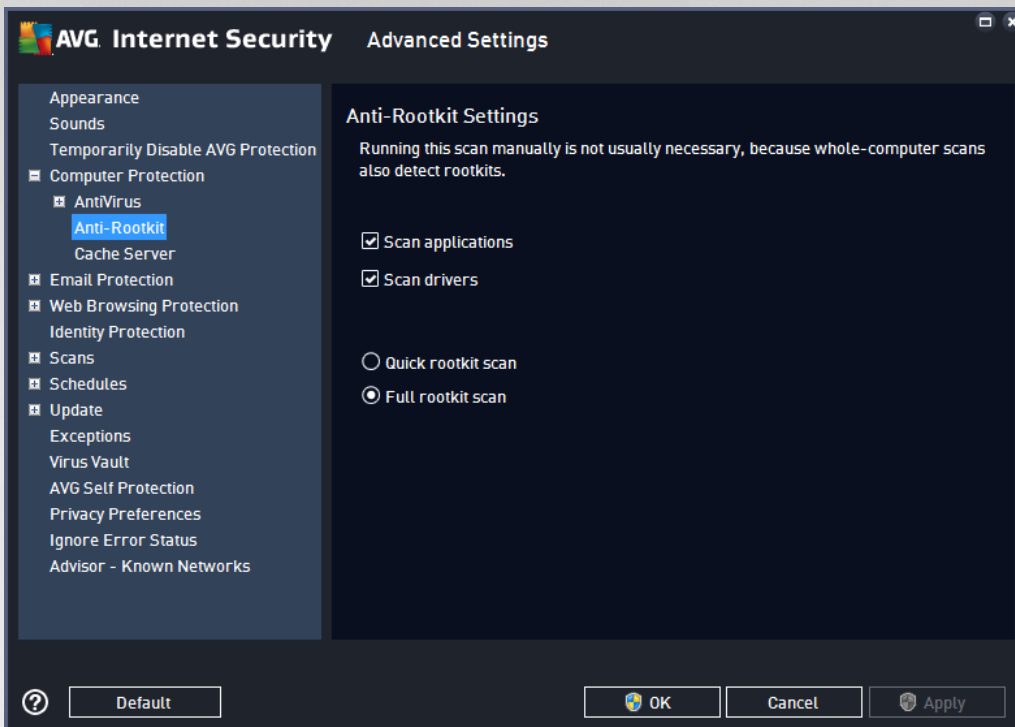 AVG. Internet Security Advanced Settings
Appearance
Sounds
Temporarily Disable AVG Protection
Computer Protection
AntiVirus
Anti-Rootkit
Cache Server
Email Protection
Web Browsing Protection
Identity Protection
Scans
Schedules
Update
Exceptions
Virus Vault
AVG Self Protection
Privacy Preferences
Ignore Error Status
Advisor - Known Networks
Anti-Rootkit Settings
Running this scan manually is not usually necessary, because whole-computer scans
also detect rootkits.
Scan applications
Scan drivers
Quick rootkit scan
Full rootkit scan
? Default OK Cancel Apply